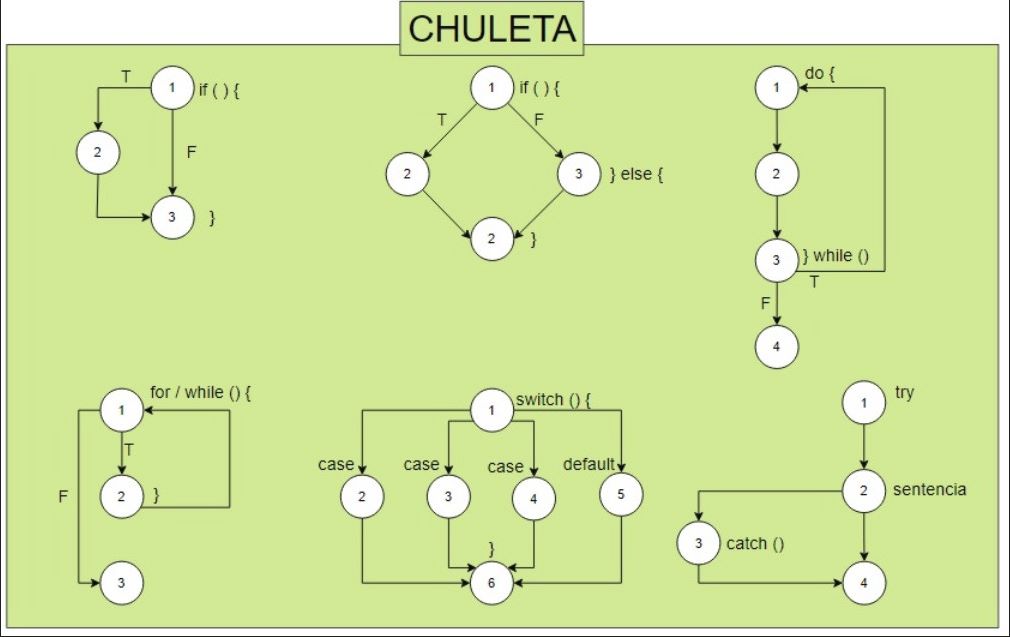 CHULETA
T
1
if ( ) {
2
F
3
}
1
if ( ) {
T
F
2
3
} else {
2
}
do {
1
2
3
} while ()
T
F
4
for / while () {
1
T
F
2
}
3
switch () {
1
case
case
case
default
2
3
4
5
}
6
try
1
2
sentencia
3
catch ()
4